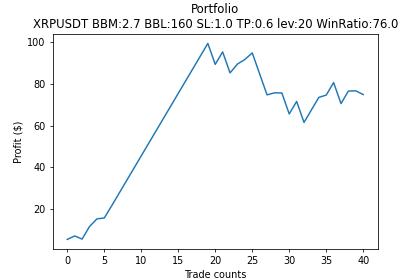 Portfolio
XRPUSDT BBM:2.7 BBL:160 SL:1.0 TP:0.6 lev:20 WinRatio:76.0
100
80
60
40
20
Profit ($)
0 5 10 15 20 25 30 35 40
Trade counts